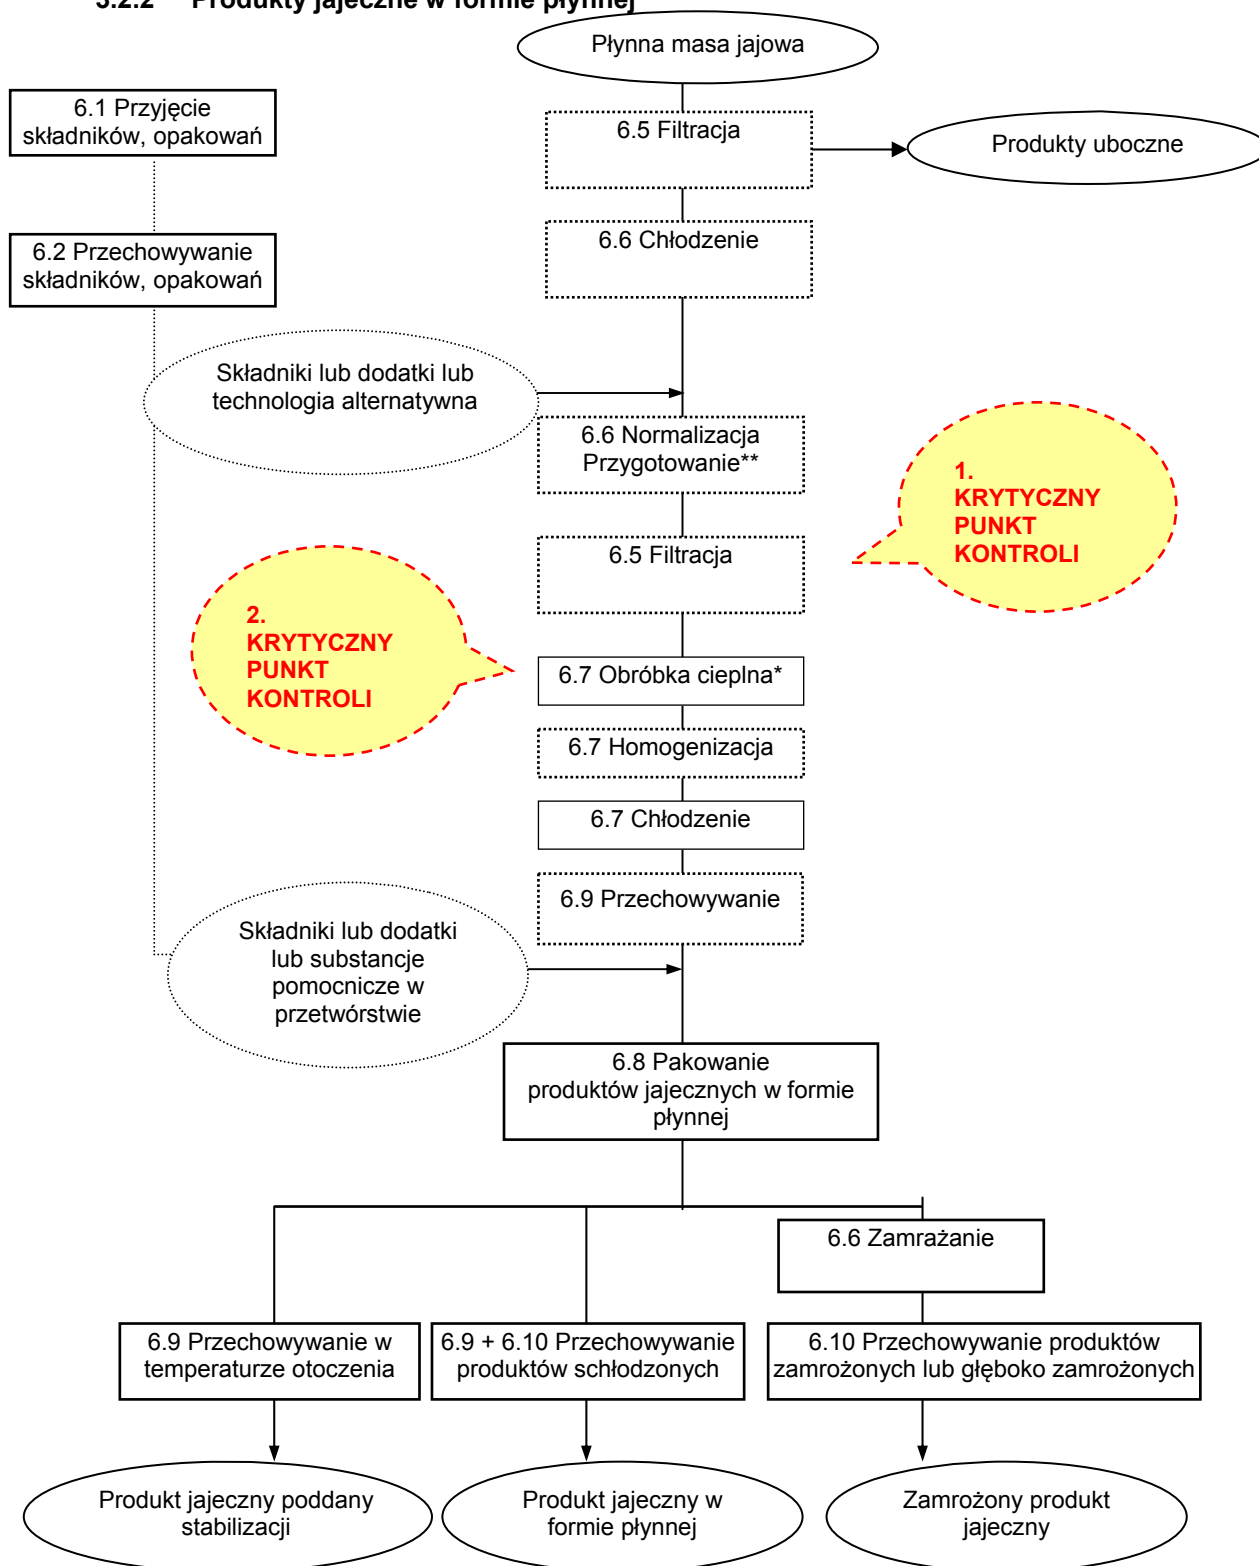 3.2.2 Produkty jajeczne w formie płynnej
Płynna masa jajowa
6.1 Przyjęcie
składników, opakowań
6.5 Filtracja
Produkty uboczne
6.2 Przechowywanie
składników, opakowań
6.6 Chłodzenie
Składniki lub dodatki lub
technologia alternatywna
6.6 Normalizacja
Przygotowanie**
1.
KRYTYCZNY
PUNKT
KONTROLI
6.5 Filtracja
2.
KRYTYCZNY
PUNKT
KONTROLI
6.7 Obróbka cieplna*
6.7 Homogenizacja
6.7 Chłodzenie
6.9 Przechowywanie
Składniki lub dodatki
lub substancje
pomocnicze w
przetwórstwie
6.8 Pakowanie
produktów jajecznych w formie
płynnej
6.6 Zamrażanie
6.9 Przechowywanie w
temperaturze otoczenia
6.9 + 6.10 Przechowywanie
produktów schłodzonych
6.10 Przechowywanie produktów
zamrożonych lub głęboko zamrożonych
Produkt jajeczny poddany
stabilizacji
Produkt jajeczny w
formie płynnej
Zamrożony produkt
jajeczny